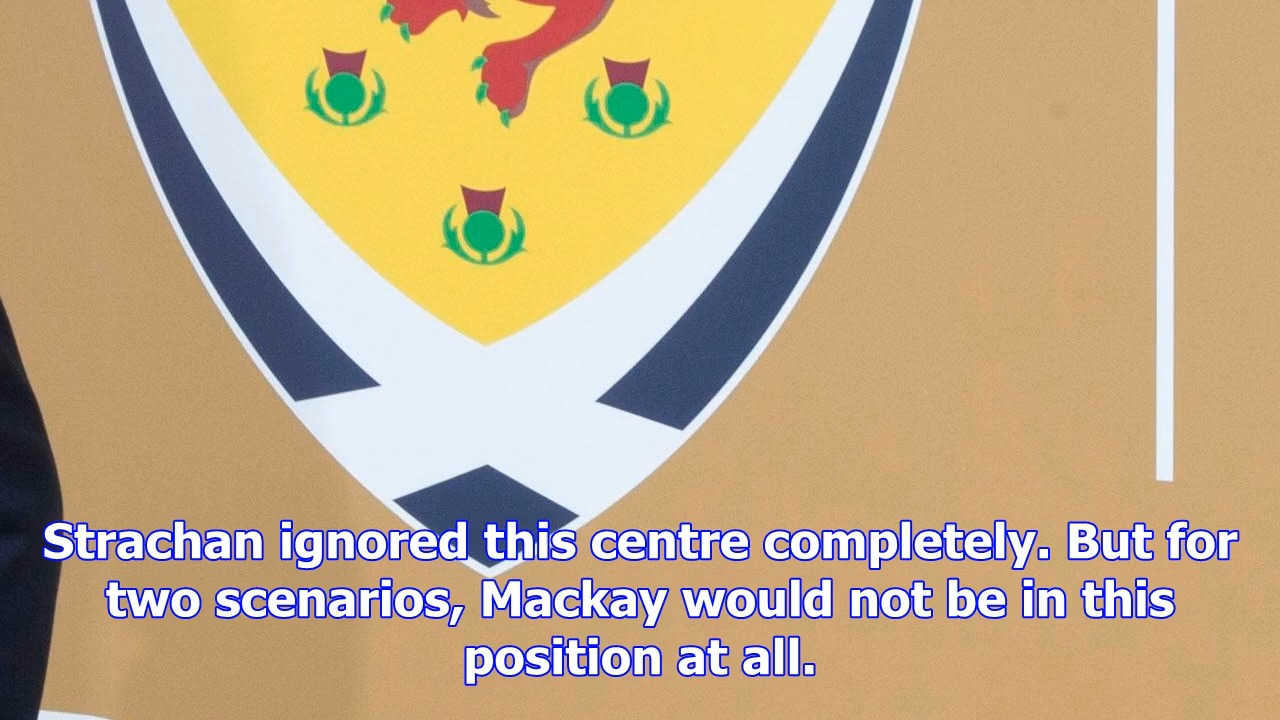 Strachan ignored this centre completely. But for
two scenarios, Mackay would not be in this
position at all.